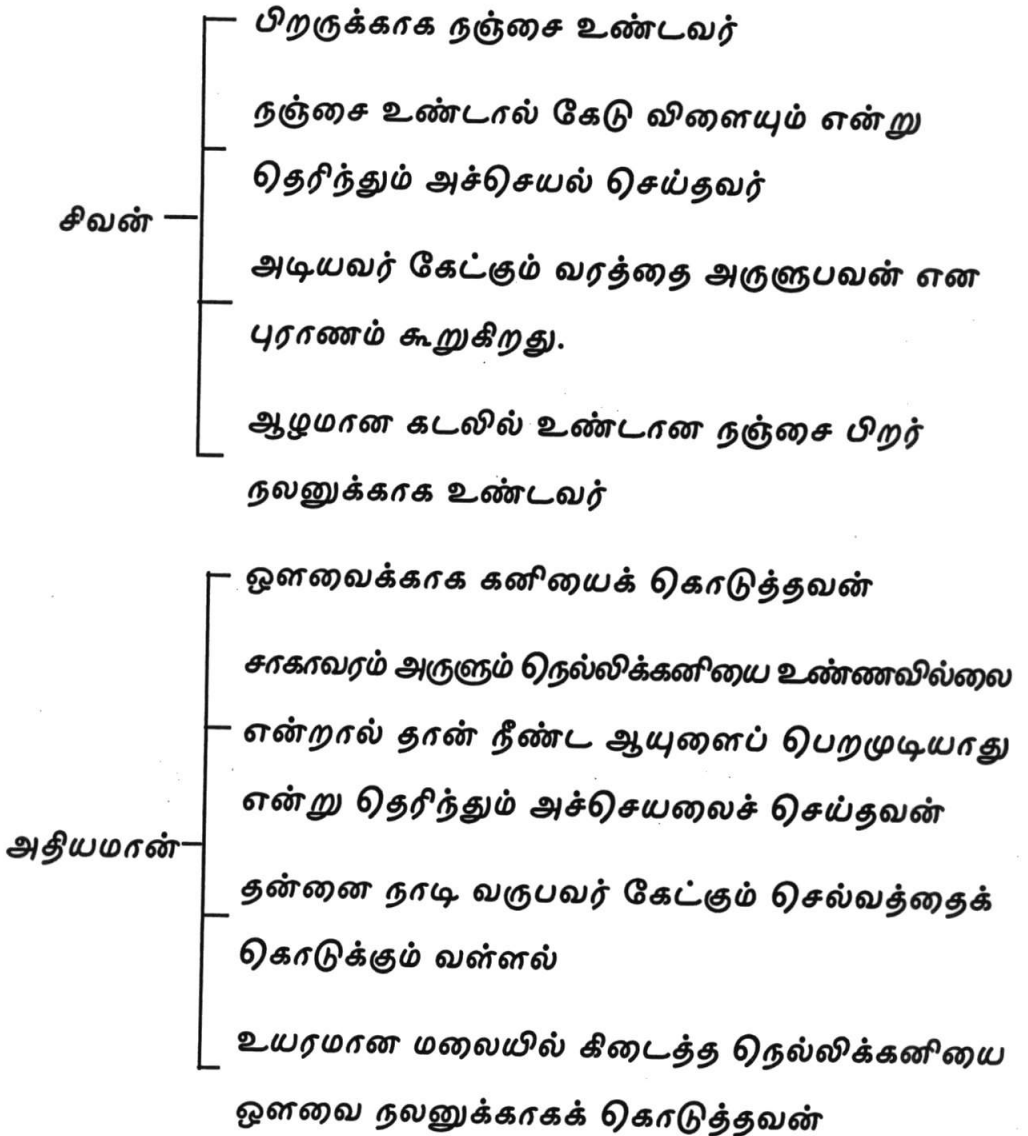 பிறருக்காக நஞ்சை உண்டவர்
நஞ்சை உண்டால் கேடு விளையும் என்று
தெரிந்தும் அச்செயல் செய்தவர்
சிவன்
அடியவர் கேட்கும் வரத்தை அருளுபவன் என
புராணம் கூறுகிறது.
ஆழமான கடலில் உண்டான நஞ்சை பிறர்
நலனுக்காக உண்டவர்
ஔவைக்காக கனியைக் கொடுத்தவன்
சாகாவரம் அருளும் நெல்லிக்கனியை உண்ணவில்லை
என்றால் தான் நீண்ட ஆயுளைப் பெறமுடியாது
என்று தெரிந்தும் அச்செயலைச் செய்தவன்
அதியமான்
தன்னை நாடி வருபவர் கேட்கும் செல்வத்தைக்
கொடுக்கும் வள்ளல்
உயரமான மலையில் கிடைத்த நெல்லிக்கனியை
ஔவை நலனுக்காகக் கொடுத்தவன்